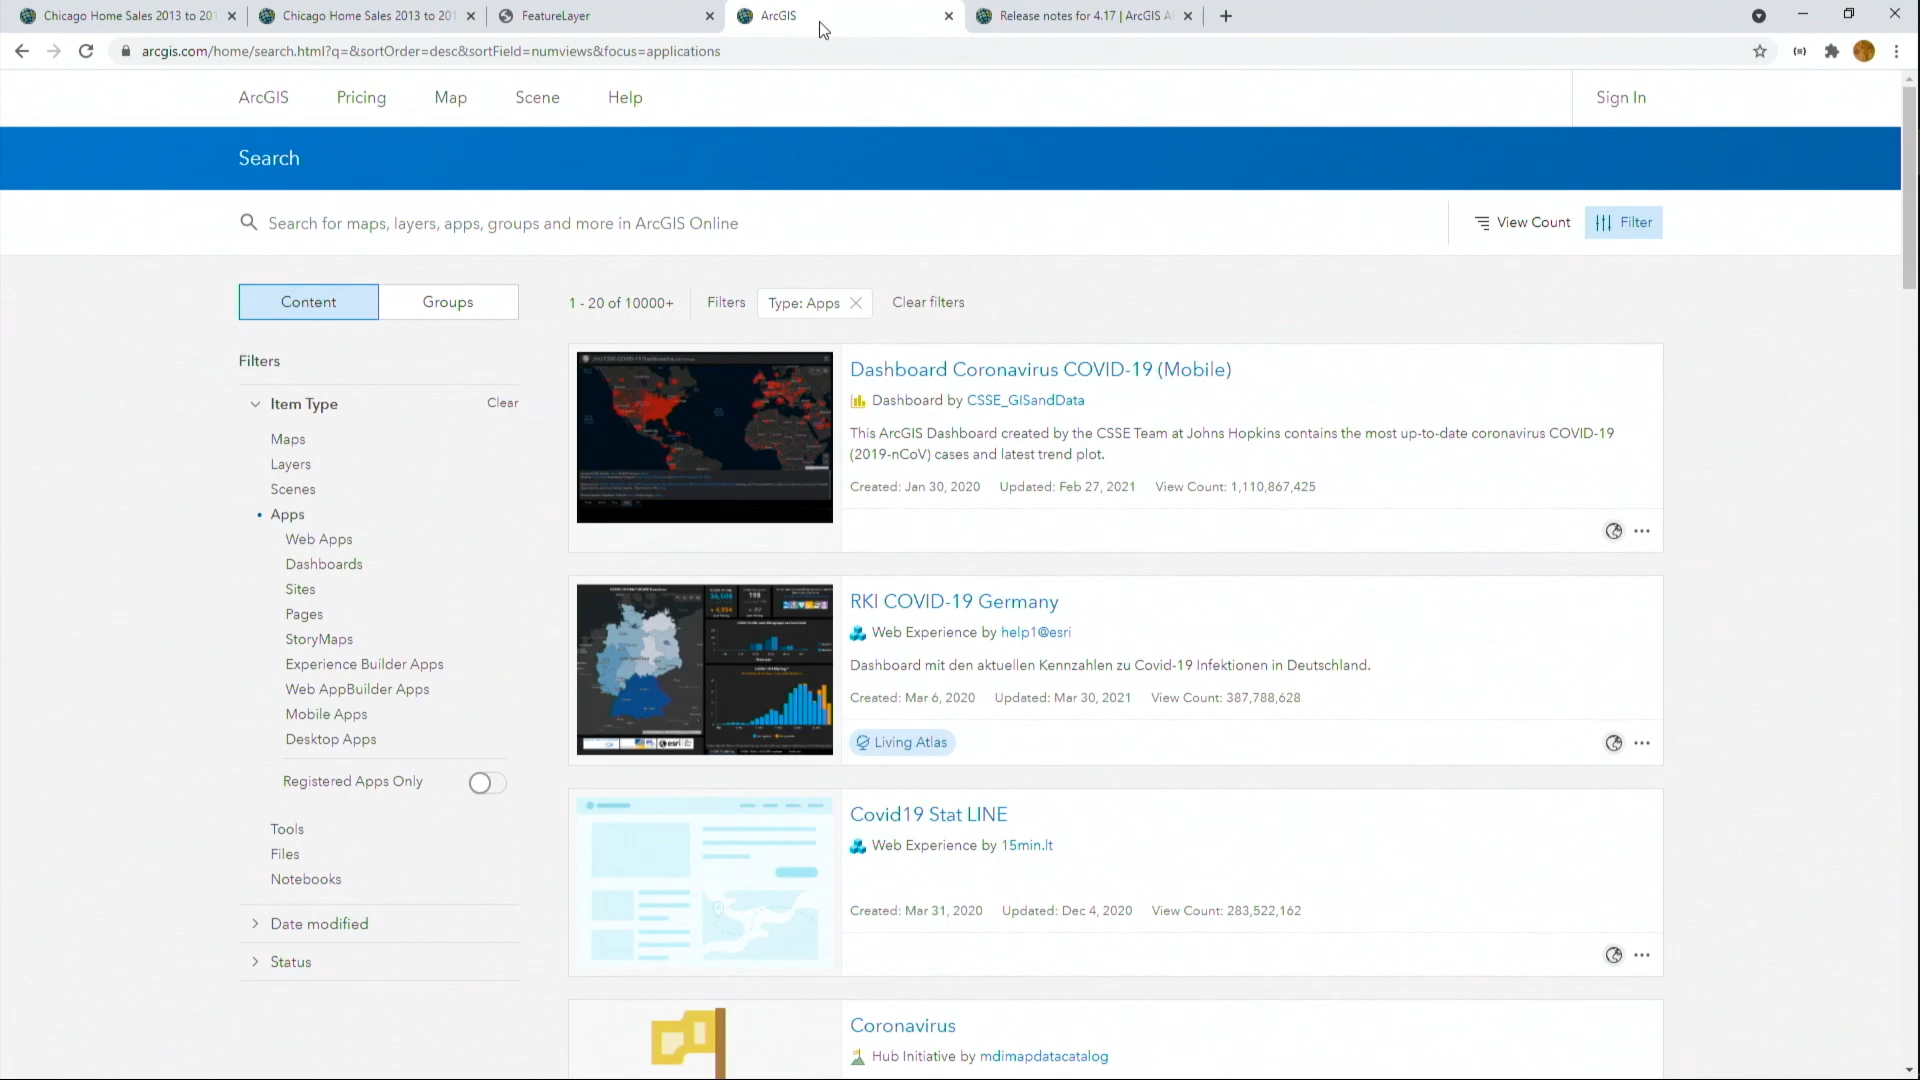 Chicago Home Sales 2013 to 201
Chicago Home Sales 2013 to 201
FeatureLayer
ArcGIS
Release notes for 4.17 | ArcGIS A
arcgis.com/home/search.html?q=&sortOrder=desc&sortField=numviews&focus=applications
ArcGIS
Pricing
Map
Scene
Help
Sign In
Search
Search for maps, layers, apps, groups and more in ArcGIS Online
View Count
Filter
Content
Groups
1 - 20 of 10000+
Filters
Type: Apps
Clear filters
Filters
Item Type
Clear
Maps
Layers
Scenes
Apps
Web Apps
Dashboards
Sites
Pages
StoryMaps
Experience Builder Apps
Web AppBuilder Apps
Mobile Apps
Desktop Apps
Registered Apps Only
Tools
Files
Notebooks
Date modified
Status
Dashboard Coronavirus COVID-19 (Mobile)
Dashboard by CSSE_GISandData
This ArcGIS Dashboard created by the CSSE Team at Johns Hopkins contains the most up-to-date coronavirus COVID-19
(2019-nCoV) cases and latest trend plot.
Created: Jan 30, 2020 Updated: Feb 27, 2021 View Count: 1,110,867,425
RKI COVID-19 Germany
Web Experience by help1@esri
Dashboard mit den aktuellen Kennzahlen zu Covid-19 Infektionen in Deutschland.
Created: Mar 6, 2020 Updated: Mar 30, 2021 View Count: 387,788,628
Living Atlas
esri
Covid19 Stat LINE
Web Experience by 15min.lt
Created: Mar 31, 2020 Updated: Dec 4, 2020 View Count: 283,522,162
Coronavirus
Hub Initiative by mdimapdatacatalog